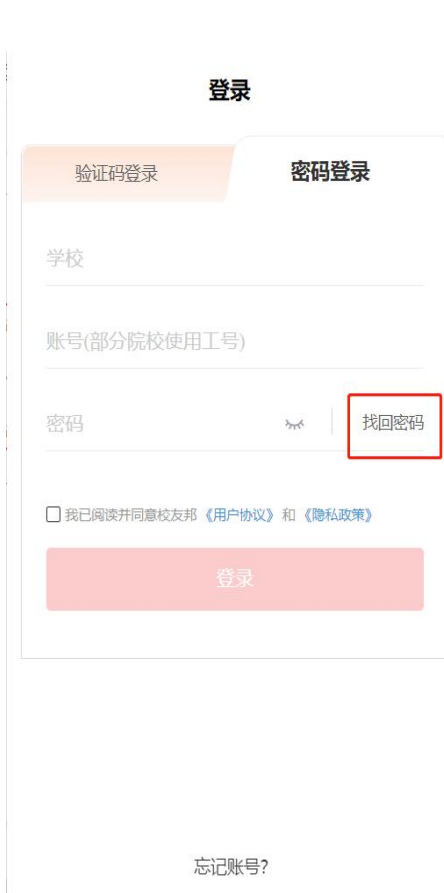 登录
验证码登录 密码登录
学校
账号(部分院校使用工号)
密码 找回密码
我已阅读并同意校友邦《用户协议》和《隐私政策》
登录
忘记账号?